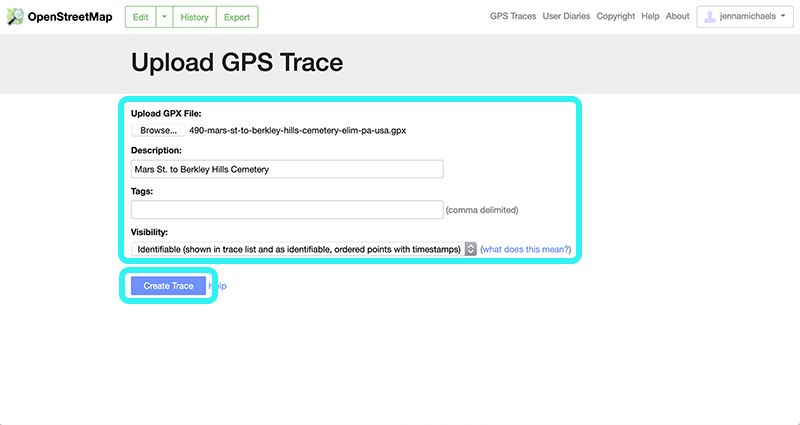 OpenStreetMap Edit History Export GPS Traces User Diaries Copyright Help About jennamichaels
Upload GPS Trace
Upload GPX File:
Browse... 490-mars-st-to-berkley-hills-cemetery-elim-pa-usa.gpx
Description:
Mars St. to Berkley Hills Cemetery
Tags:
(comma delimited)
Visibility:
Identifiable (shown in trace list and as identifiable, ordered points with timestamps) (what does this mean?)
Create Trace Help